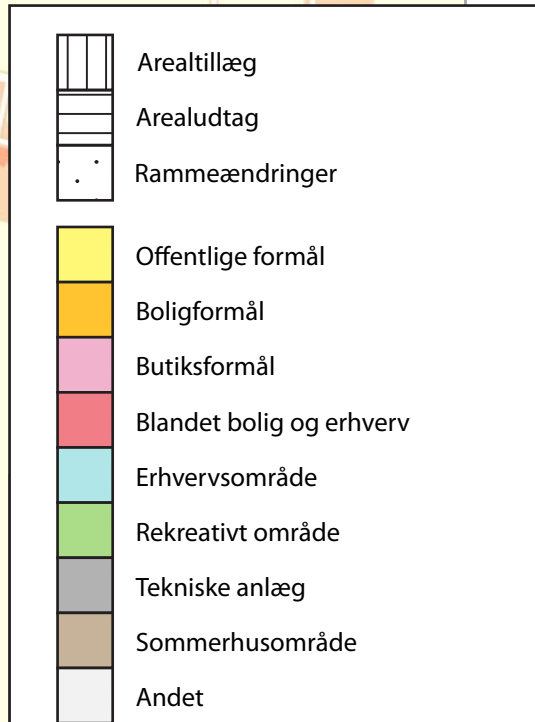 Arealtillæg
Arealudtag
Rammeændringer
Offentlige formål
Boligformål
Butiksformål
Blandet bolig og erhverv
Erhvervsområde
Rekreativt område
Tekniske anlæg
Sommerhusområde
Andet